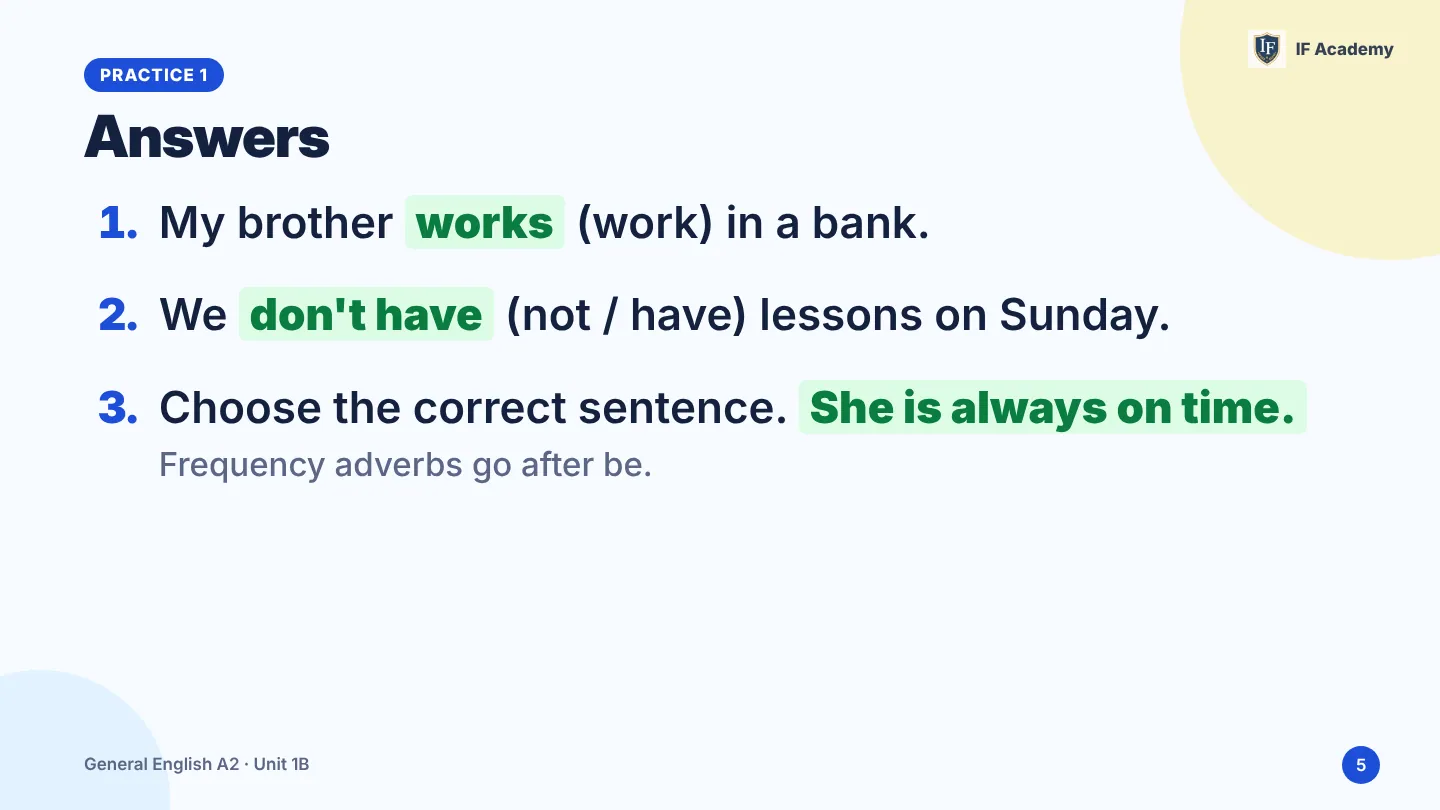 IF
IF Academy
PRACTICE 1
Answers
1. My brother works (work) in a bank.
2. We don't have (not / have) lessons on Sunday.
3. Choose the correct sentence. She is always on time.
Frequency adverbs go after be.
General English A2 · Unit 1B
5